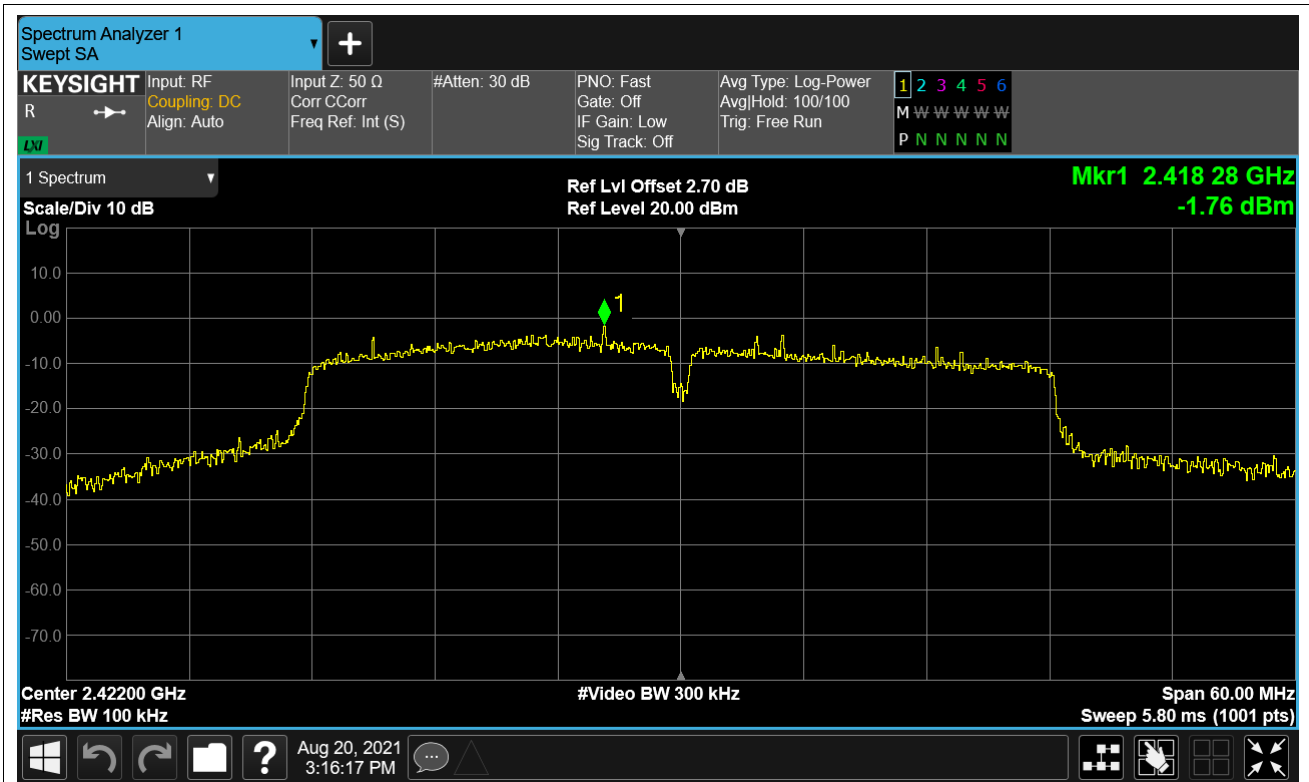 Spectrum Analyzer 1
Swept SA
KEYSIGHT
R
LXI
Input: RF
Coupling: DC
Align: Auto
Input Z: 50 Ω
Corr CCorr
Freq Ref: Int (S)
#Atten: 30 dB
PNO: Fast
Gate: Off
IF Gain: Low
Sig Track: Off
Avg Type: Log-Power
Avg|Hold: 100/100
Trig: Free Run
1 2 3 4 5 6
M W W W W W
P N N N N N
1 Spectrum
Scale/Div 10 dB
Log
Ref Lvl Offset 2.70 dB
Ref Level 20.00 dBm
Mkr1 2.418 28 GHz
-1.76 dBm
1
10.0
0.00
-10.0
-20.0
-30.0
-40.0
-50.0
-60.0
-70.0
Center 2.42200 GHz
#Res BW 100 kHz
#Video BW 300 kHz
Span 60.00 MHz
Sweep 5.80 ms (1001 pts)
?
Aug 20, 2021
3:16:17 PM